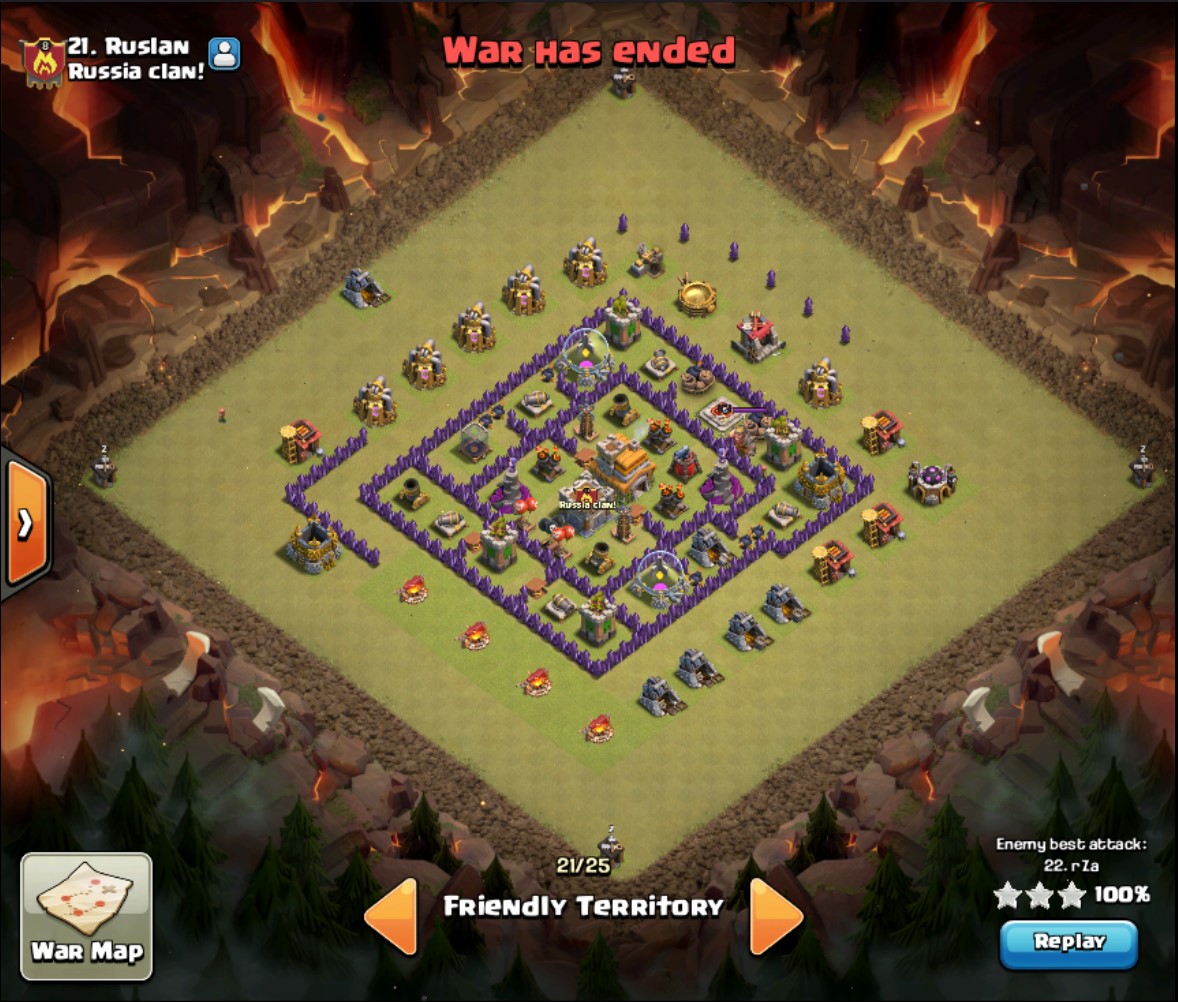 8
21. Ruslan
Russia clan!
War has ended
z
z
z
Russia clan!
21/25
Friendly Territory
War Map
Enemy best attack:
22. rZa
100%
Replay